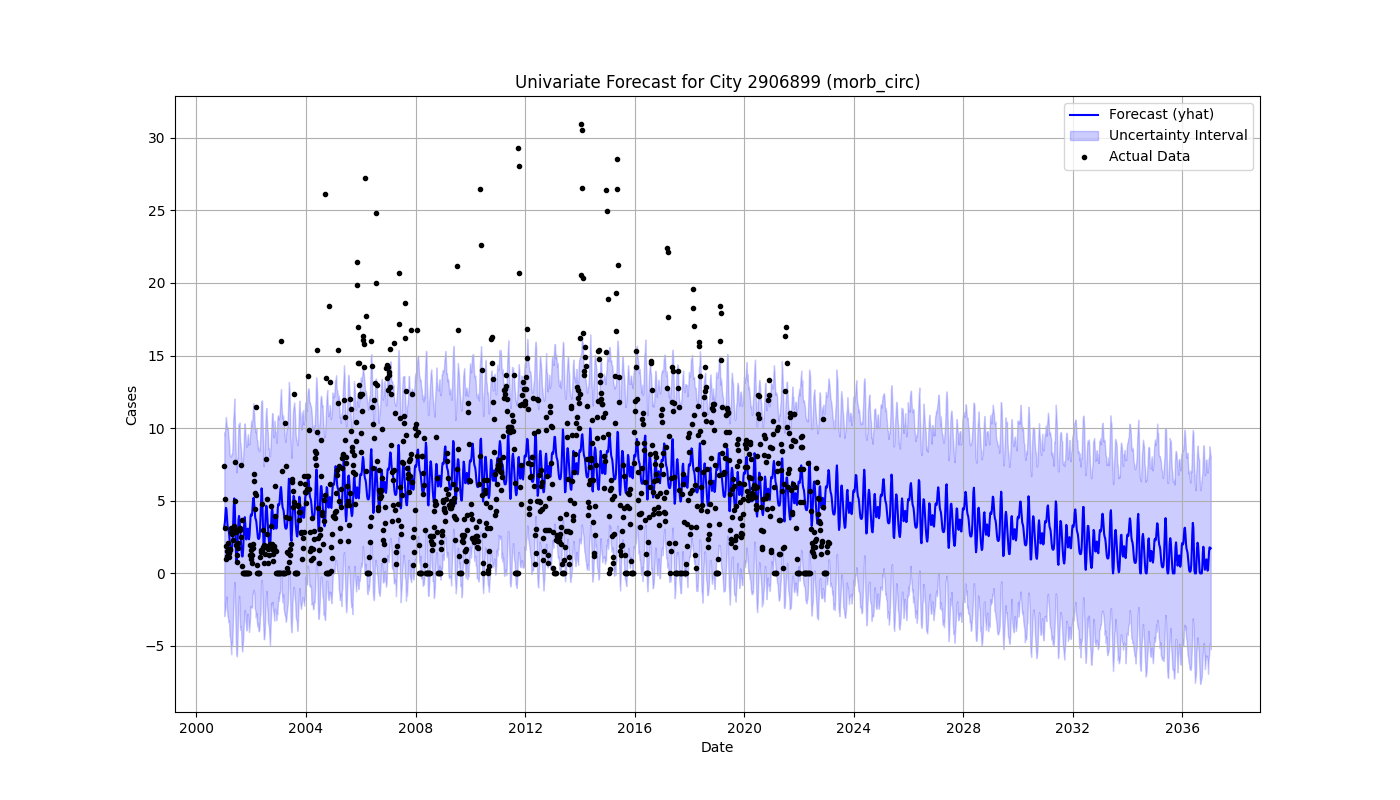 Univariate Forecast for City 2906899 (morb_circ)
Forecast (yhat)
Uncertainty Interval
Actual Data
Cases
30
25
20
15
10
5
0
−5
2000 2004 2008 2012 2016 2020 2024 2028 2032 2036
Date